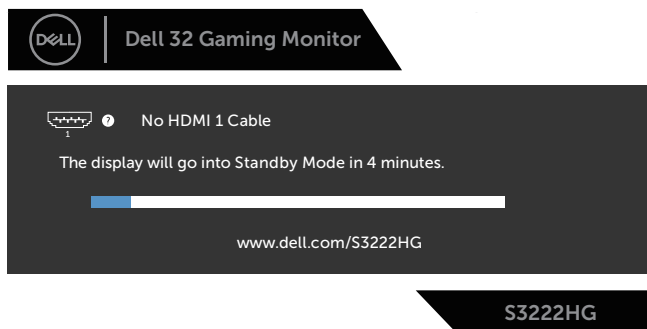 DELL
Dell 32 Gaming Monitor
1
?
No HDMI 1 Cable
The display will go into Standby Mode in 4 minutes.
www.dell.com/S3222HG
S3222HG